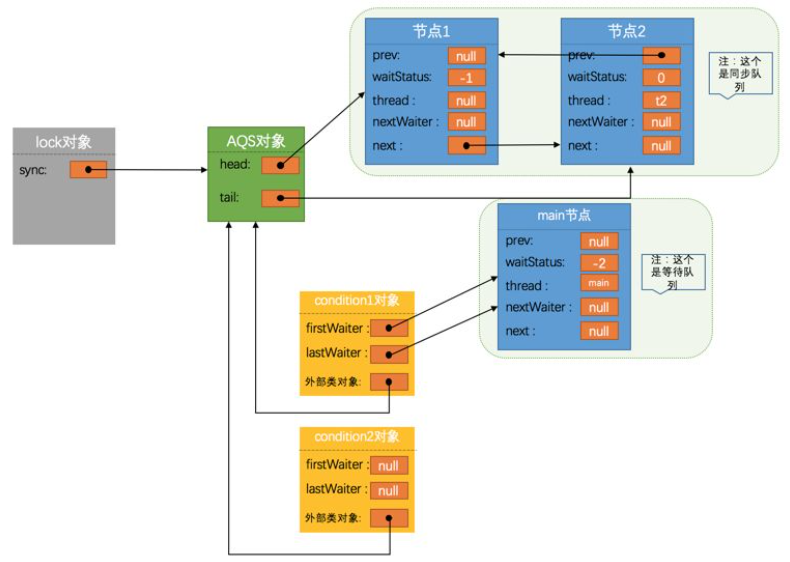 节点1
prev: null
waitStatus: -1
thread : null
nextWaiter : null
next :
节点2
prev:
waitStatus: 0
thread : t2
nextWaiter : null
next : null
注：这个
是同步队
列
lock对象
sync:
AQS对象
head:
tail:
main节点
prev: null
waitStatus: -2
thread : main
nextWaiter : null
next : null
注：这个
是等待队
列
condition1对象
firstWaiter :
lastWaiter :
外部类对象:
condition2对象
firstWaiter : null
lastWaiter : null
外部类对象: